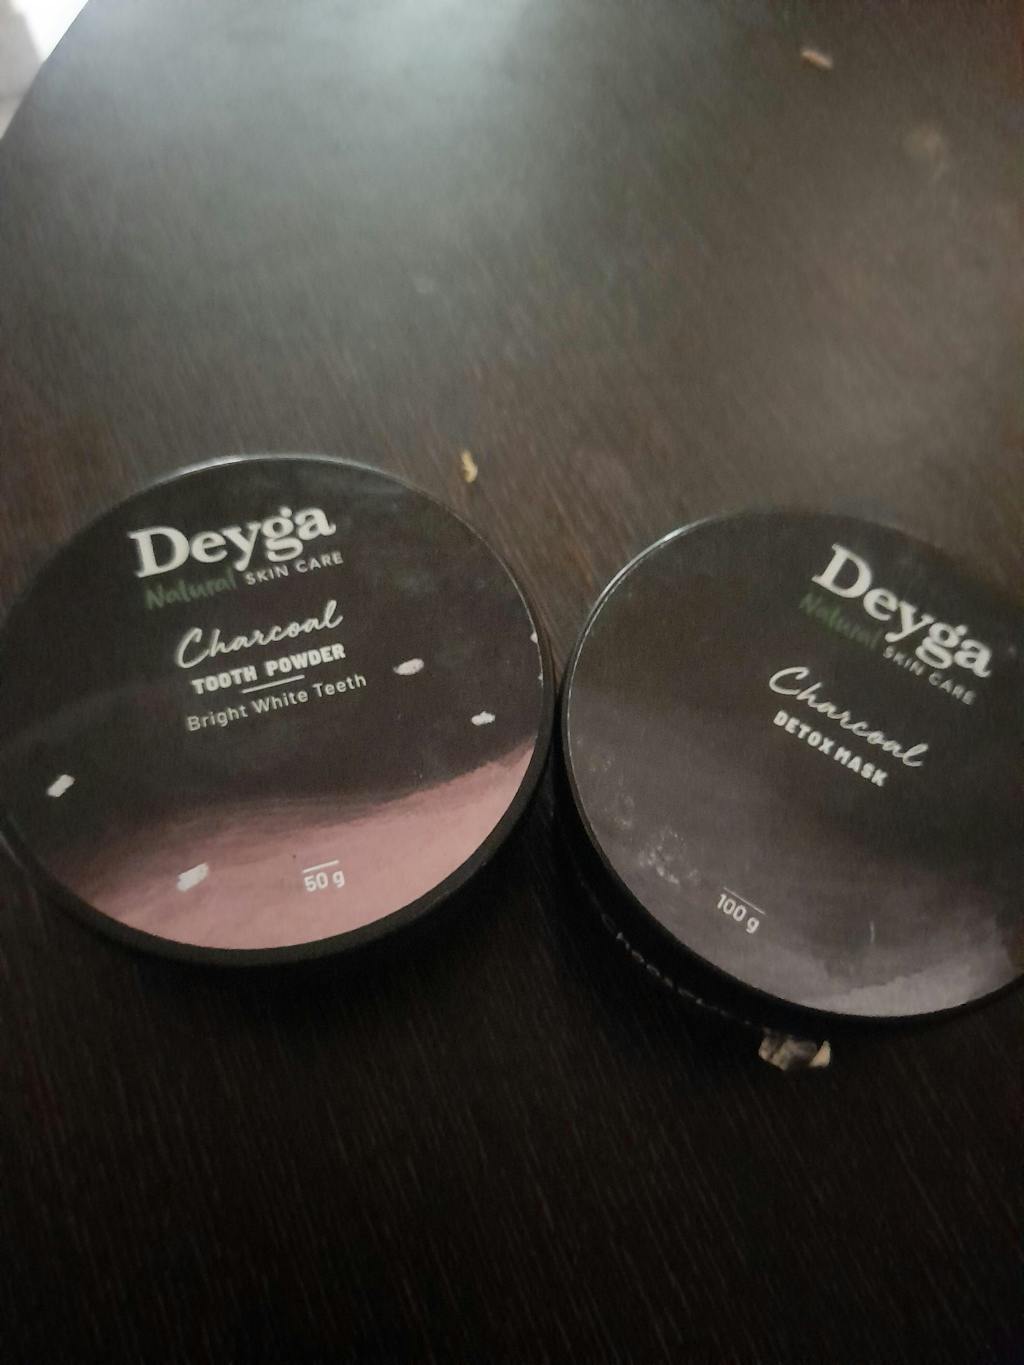 Deyga
Natural SKIN CARE
Charcoal
TOOTH POWDER
Bright White Teeth
50 g
Deyga
Natural SKIN CARE
Charcoal
DETOX MASK
100 g